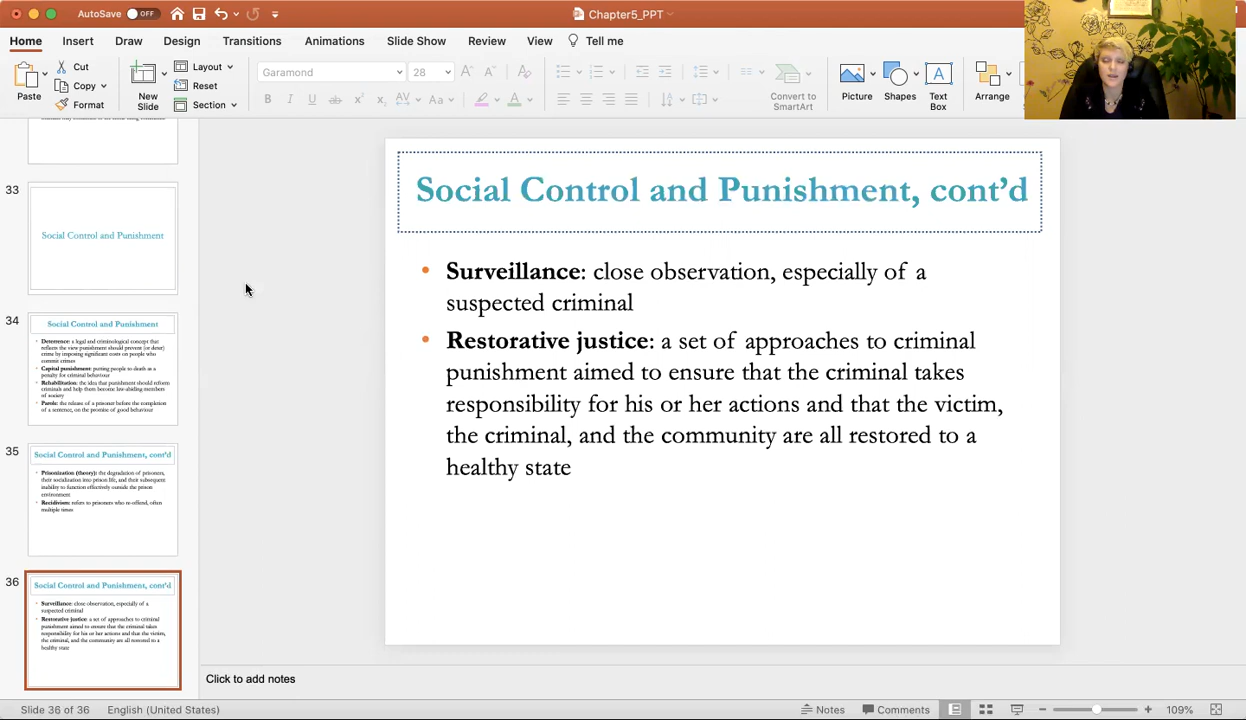 AutoSave OFF
Chapter5_PPT
Home Insert Draw Design Transitions Animations Slide Show Review View Tell me
Paste
Cut
Copy
Format
New
Slide
Layout
Reset
Section
Garamond 28
Convert to
SmartArt
Picture
Shapes
Text
Box
Arrange
33
Social Control and Punishment
34
Social Control and Punishment
Deterrence: a legal and criminological concept that
reflects the view punishment should prevent (or deter)
crime by imposing significant costs on people who
commit crimes
Capital punishment: putting people to death as a
penalty for criminal behaviour
Rehabilitation: the idea that punishment should reform
criminals and help them become law-abiding members
of society
Parole: the release of a prisoner before the completion
of a sentence, on the promise of good behaviour
35
Social Control and Punishment, cont'd
Prisonization (theory): the degradation of prisoners,
their socialization into prison life, and their subsequent
inability to function effectively outside the prison
environment
Recidivism: refers to prisoners who re-offend, often
multiple times
36
Social Control and Punishment, cont'd
Surveillance: close observation, especially of a
suspected criminal
Restorative justice: a set of approaches to criminal
punishment aimed to ensure that the criminal takes
responsibility for his or her actions and that the victim,
the criminal, and the community are all restored to a
healthy state
Social Control and Punishment, cont'd
• Surveillance: close observation, especially of a
suspected criminal
• Restorative justice: a set of approaches to criminal
punishment aimed to ensure that the criminal takes
responsibility for his or her actions and that the victim,
the criminal, and the community are all restored to a
healthy state
Click to add notes
Slide 36 of 36 English (United States) Notes Comments 109%